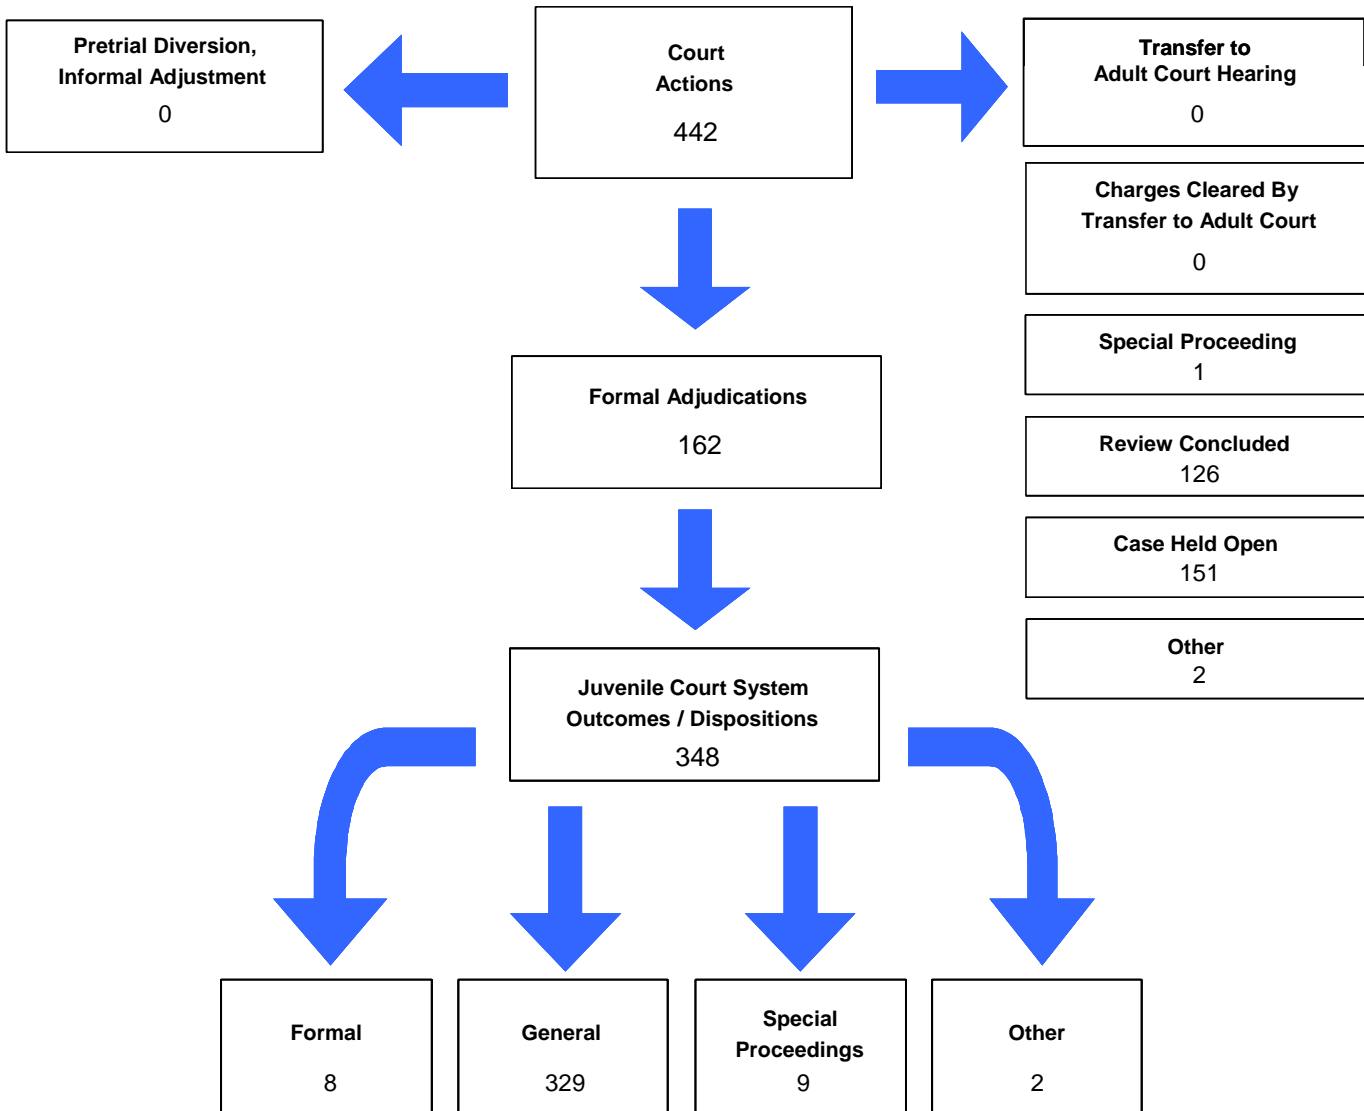 Pretrial Diversion,
Informal Adjustment
0
Court
Actions
442
Transfer to
Adult Court Hearing
0
Charges Cleared By
Transfer to Adult Court
0
Special Proceeding
1
Formal Adjudications
162
Review Concluded
126
Case Held Open
151
Other
2
Juvenile Court System
Outcomes / Dispositions
348
Formal
8
General
329
Special
Proceedings
9
Other
2